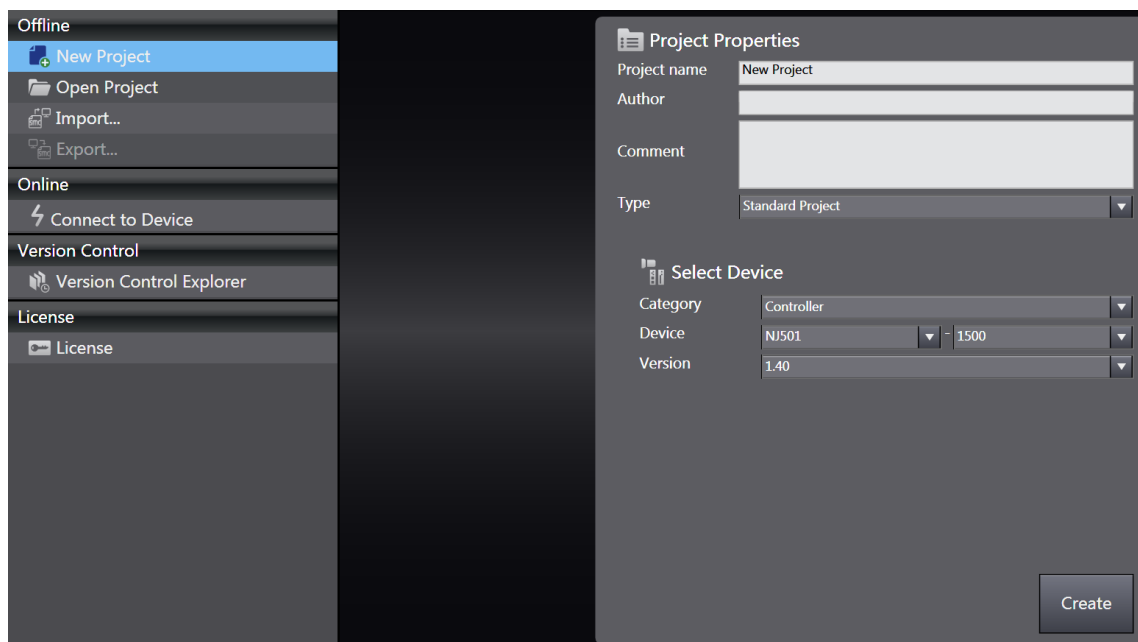 Offline
New Project
Open Project
Import...
Export...
Online
Connect to Device
Version Control
Version Control Explorer
License
License
Project Properties
Project name New Project
Author
Comment
Type Standard Project
Select Device
Category Controller
Device NJ501 - 1500
Version 1.40
Create